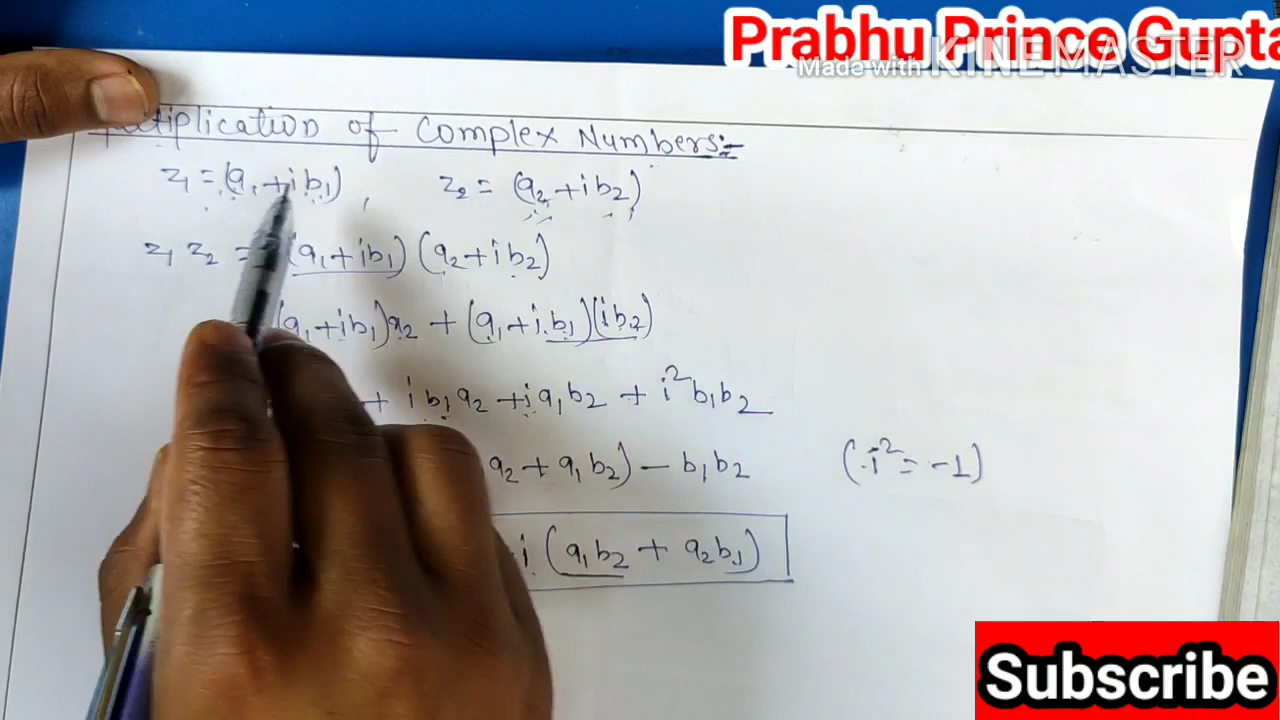 Prabhu Prince Gupta
Made with KINEMASTER
of Complex Numbers:-
z₁ = (a₁+ib₁) , z₂ = (a₂+ib₂)
z₁ z₂ = (a₁+ib₁) (a₂+ib₂)
(a₁+ib₁)a₂ + (a₁+ib₁)(ib₂)
+ ib₁a₂ +ia₁b₂ + i²b₁b₂
a₂ + a₁b₂) − b₁b₂ (i² = −1)
i (a₁b₂ + a₂b₁)
Subscribe